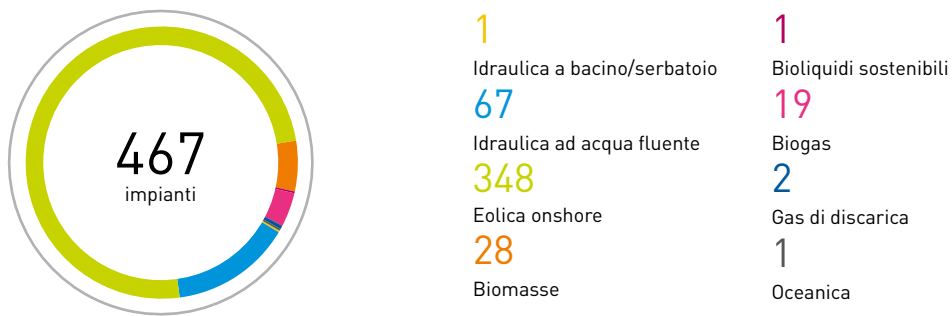 467
impianti
1
Idraulica a bacino/serbatoio
67
Idraulica ad acqua fluente
348
Eolica onshore
28
Biomasse
1
Bioliquidi sostenibili
19
Biogas
2
Gas di discarica
1
Oceanica